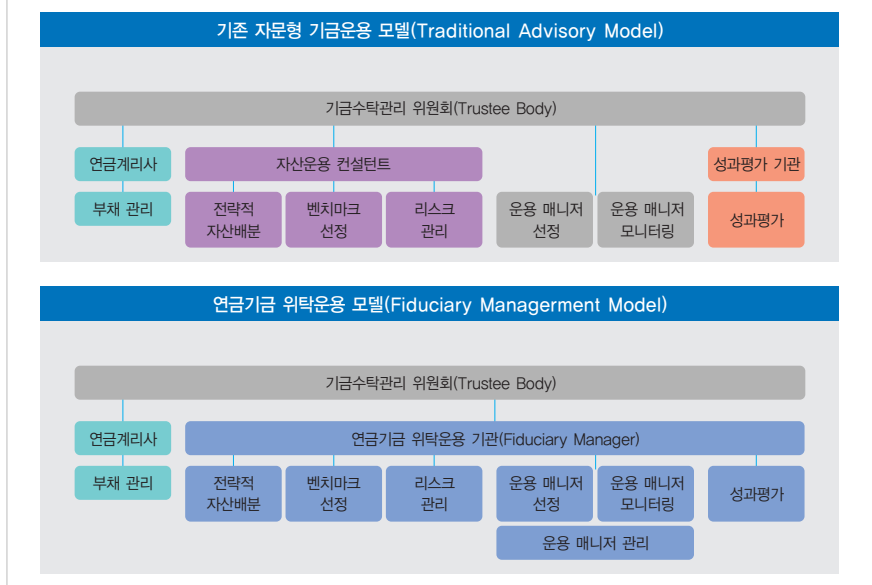 기존 자문형 기금운용 모델(Traditional Advisory Model)
기금수탁관리 위원회(Trustee Body)
연금계리사
자산운용 컨설턴트
성과평가 기관
부채 관리
전략적
자산배분
벤치마크
선정
리스크
관리
운용 매니저
선정
운용 매니저
모니터링
성과평가
연금기금 위탁운용 모델(Fiduciary Managerment Model)
기금수탁관리 위원회(Trustee Body)
연금계리사
연금기금 위탁운용 기관(Fiduciary Manager)
부채 관리
전략적
자산배분
벤치마크
선정
리스크
관리
운용 매니저
선정
운용 매니저
모니터링
성과평가
운용 매니저 관리